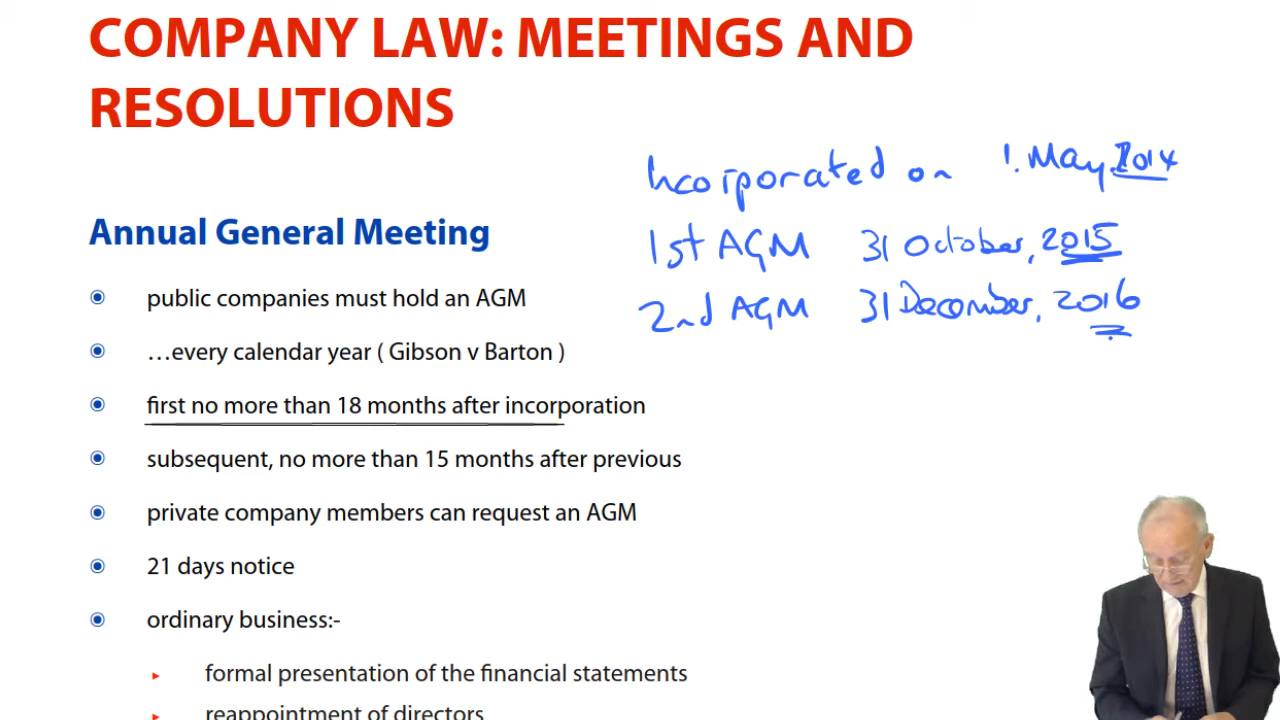 COMPANY LAW: MEETINGS AND
RESOLUTIONS
Incorporated on 1. May, 2014
1st AGM 31 October, 2015
2nd AGM 31 December, 2016
Annual General Meeting
public companies must hold an AGM
…every calendar year ( Gibson v Barton )
first no more than 18 months after incorporation
subsequent, no more than 15 months after previous
private company members can request an AGM
21 days notice
ordinary business:-
formal presentation of the financial statements
reappointment of directors